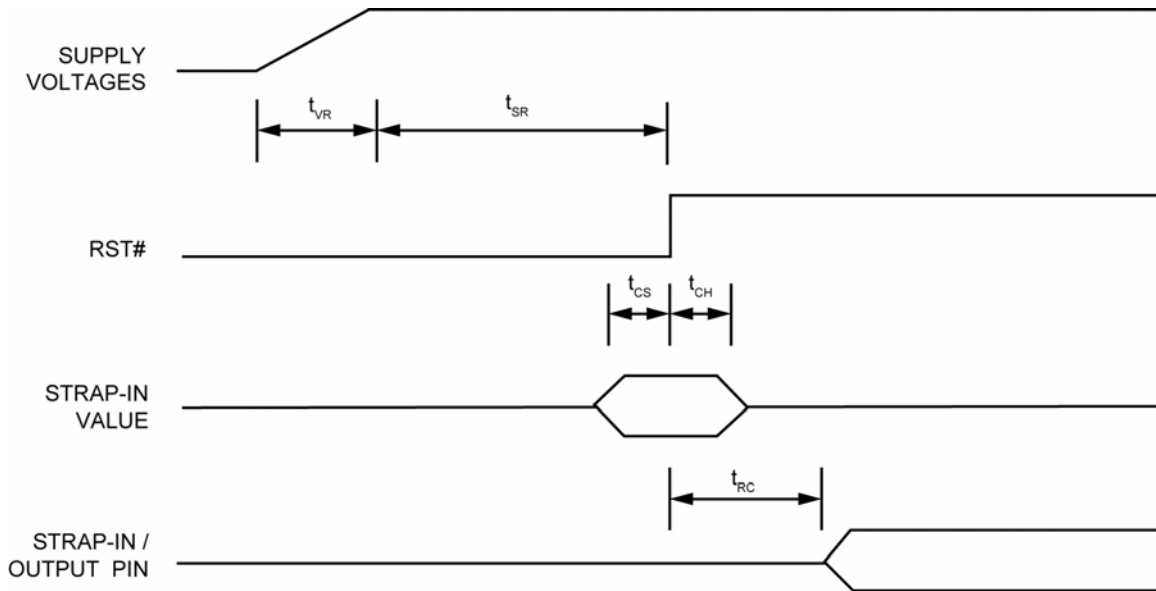 SUPPLY
VOLTAGES
tVR
tSR
RST#
tCS
tCH
STRAP-IN
VALUE
tRC
STRAP-IN /
OUTPUT PIN